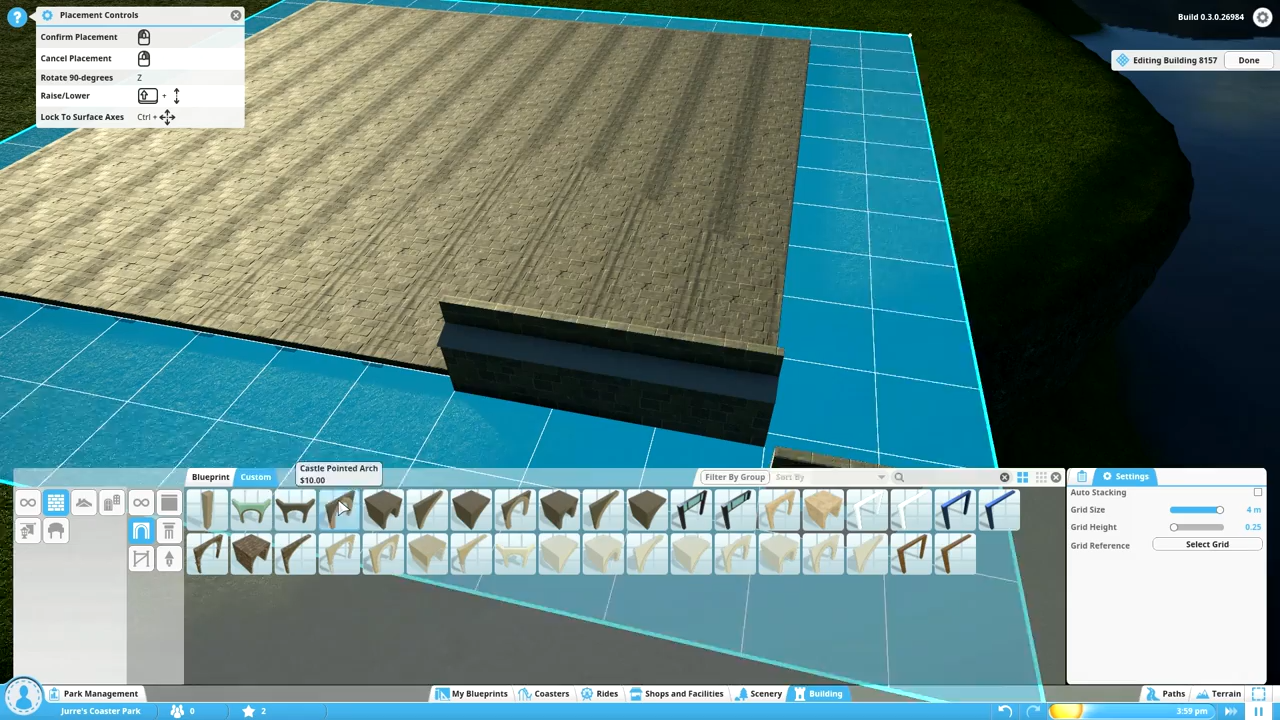 ? Placement Controls
Confirm Placement
Cancel Placement
Rotate 90-degrees Z
Raise/Lower +
Lock To Surface Axes Ctrl +
Build 0.3.0.26984
Editing Building 8157 Done
Blueprint Custom
Castle Pointed Arch
$10.00
Filter By Group Sort By
Settings
Auto Stacking
Grid Size 4 m
Grid Height 0.25
Grid Reference Select Grid
Park Management My Blueprints Coasters Rides Shops and Facilities Scenery Building Paths Terrain
Jurre's Coaster Park 0 2 3:59 pm